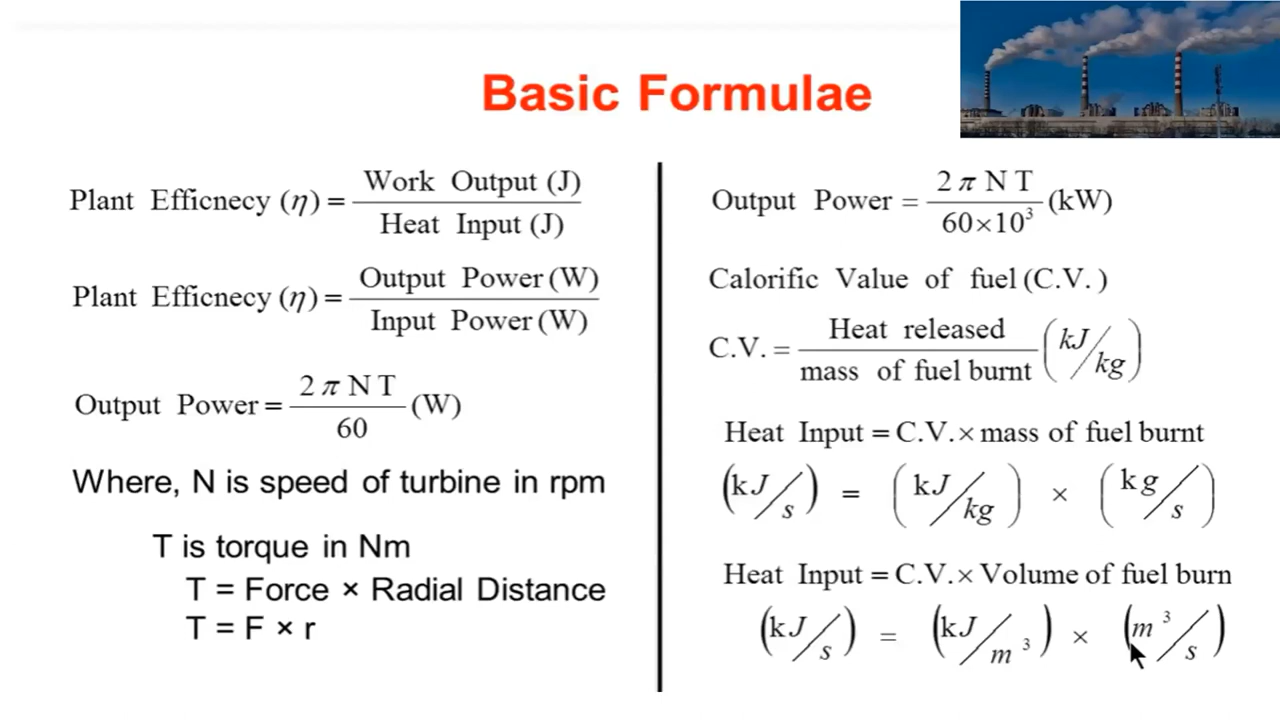 Basic Formulae
Plant Efficnecy (η) = Work Output (J) / Heat Input (J)
Plant Efficnecy (η) = Output Power (W) / Input Power (W)
Output Power = 2 π N T / 60 (W)
Where, N is speed of turbine in rpm
T is torque in Nm
T = Force × Radial Distance
T = F × r
Output Power = 2 π N T / 60×10³ (kW)
Calorific Value of fuel (C.V.)
C.V. = Heat released / mass of fuel burnt (kJ/kg)
Heat Input = C.V. × mass of fuel burnt
(kJ/s) = (kJ/kg) × (kg/s)
Heat Input = C.V. × Volume of fuel burn
(kJ/s) = (kJ/m³) × (m³/s)